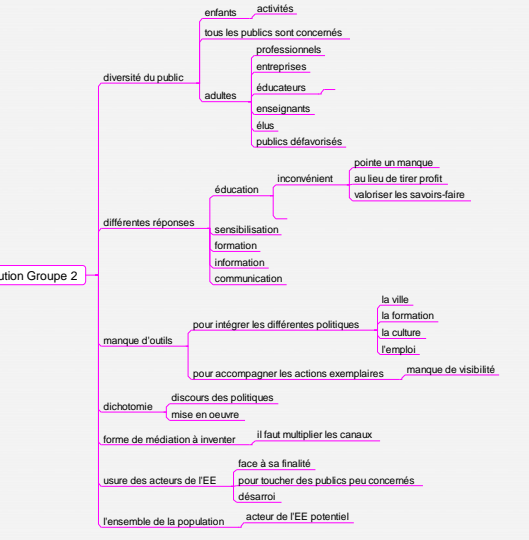 enfants
activités
tous les publics sont concernés
professionnels
entreprises
diversité du public
éducateurs
adultes
enseignants
élus
publics défavorisés
pointe un manque
inconvénient
au lieu de tirer profit
éducation
valoriser les savoirs-faire
différentes réponses
sensibilisation
formation
information
ution Groupe 2
communication
la ville
la formation
pour intégrer les différentes politiques
la culture
manque d'outils
l'emploi
pour accompagner les actions exemplaires
manque de visibilité
discours des politiques
dichotomie
mise en oeuvre
forme de médiation à inventer
il faut multiplier les canaux
face à sa finalité
usure des acteurs de l'EE
pour toucher des publics peu concernés
désarroi
l'ensemble de la population
acteur de l'EE potentiel